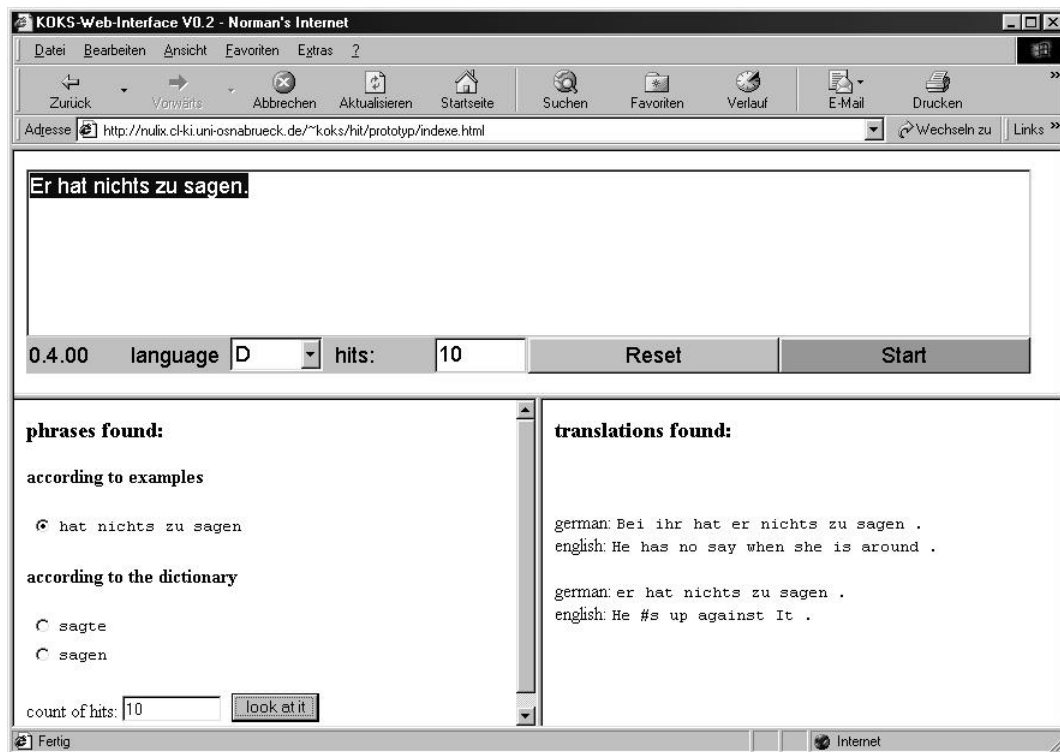 KOKS-Web-Interface V0.2 - Norman's Internet
Datei Bearbeiten Ansicht Favoriten Extras ?
Zurück Vorwärts Abbrechen Aktualisieren Startseite Suchen Favoriten Verlauf E-Mail Drucken »
Adresse http://nulix.cl-ki.uni-osnabrueck.de/~koks/hit/prototyp/indexe.html Wechseln zu Links »
Er hat nichts zu sagen.
0.4.00 language D hits: 10 Reset Start
phrases found:
according to examples
hat nichts zu sagen
according to the dictionary
sagte
sagen
count of hits: 10 look at it
translations found:
german: Bei ihr hat er nichts zu sagen .
english: He has no say when she is around .
german: er hat nichts zu sagen .
english: He #s up against It .
Fertig Internet